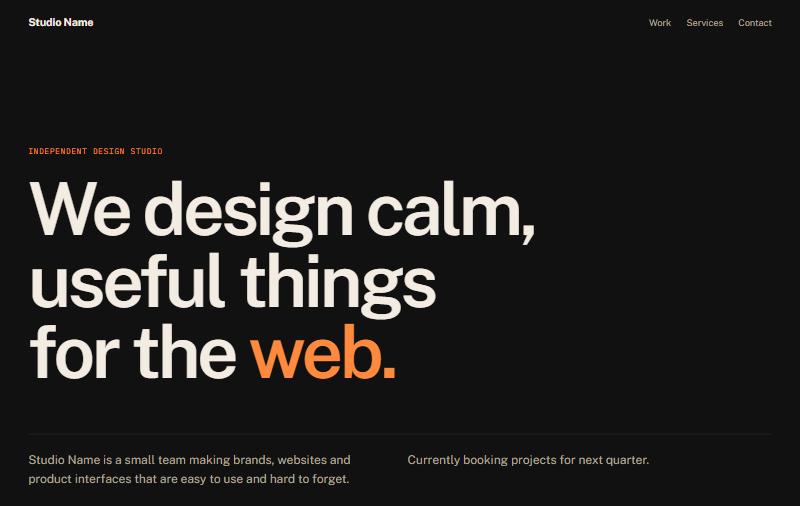 Studio Name
Work Services Contact
INDEPENDENT DESIGN STUDIO
We design calm,
useful things
for the web.
Studio Name is a small team making brands, websites and
product interfaces that are easy to use and hard to forget.
Currently booking projects for next quarter.